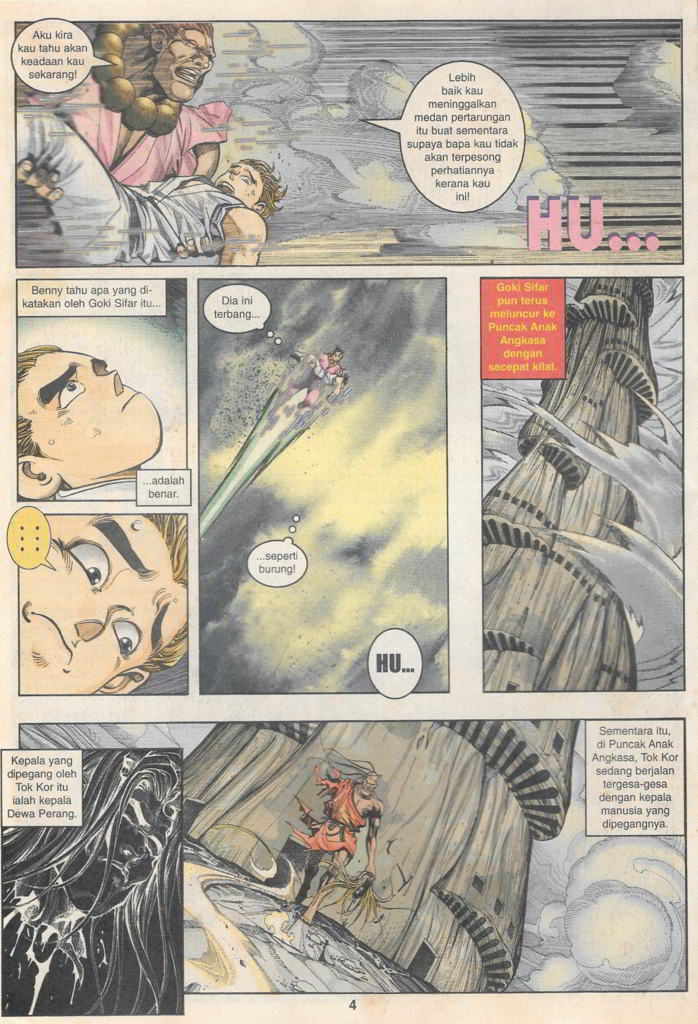 Aku kira
kau tahu akan
keadaan kau
sekarang!
Lebih
baik kau
meninggalkan
medan pertarungan
itu buat sementara
supaya bapa kau tidak
akan terpesong
perhatiannya
kerana kau
ini!
HU...
Benny tahu apa yang di-
katakan oleh Goki Sifar itu...
...adalah
benar.
Dia ini
terbang...
...seperti
burung!
HU...
Goki Sifar
pun terus
meluncur ke
Puncak Anak
Angkasa
dengan
secepat kilat.
Sementara itu,
di Puncak Anak
Angkasa, Tok Kor
sedang berjalan
tergesa-gesa
dengan kepala
manusia yang
dipegangnya.
Kepala yang
dipegang oleh
Tok Kor itu
ialah kepala
Dewa Perang.
4